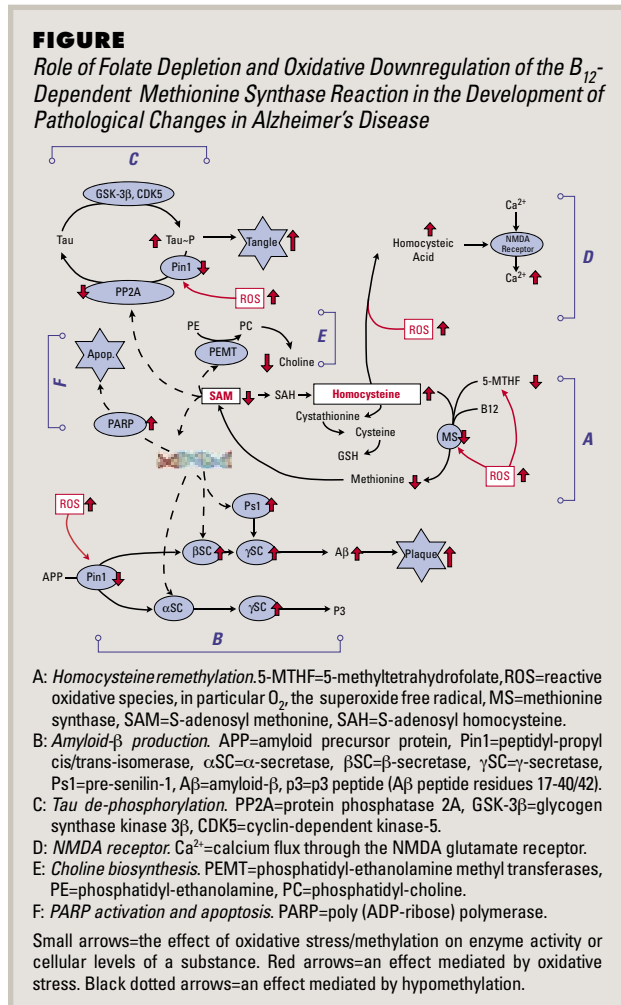 FIGURE
Role of Folate Depletion and Oxidative Downregulation of the B12-
Dependent Methionine Synthase Reaction in the Development of
Pathological Changes in Alzheimer's Disease
C
GSK-3β, CDK5
Tau
Tau~P
Tangle
Pin1
PP2A
ROS
Ca2+
Homocysteic
Acid
NMDA
Receptor
Ca2+
D
ROS
PE
PC
PEMT
Choline
E
Apop.
F
PARP
SAM
SAH
Homocysteine
Cystathionine
Cysteine
GSH
Methionine
5-MTHF
B12
MS
ROS
A
ROS
Ps1
βSC
γSC
Aβ
Plaque
APP
Pin1
αSC
γSC
P3
B
A: Homocysteine remethylation. 5-MTHF=5-methyltetrahydrofolate, ROS=reactive
oxidative species, in particular O2, the superoxide free radical, MS=methionine
synthase, SAM=S-adenosyl methonine, SAH=S-adenosyl homocysteine.
B: Amyloid-β production. APP=amyloid precursor protein, Pin1=peptidyl-propyl
cis/trans-isomerase, αSC=α-secretase, βSC=β-secretase, γSC=γ-secretase,
Ps1=pre-senilin-1, Aβ=amyloid-β, p3=p3 peptide (Aβ peptide residues 17-40/42).
C: Tau de-phosphorylation. PP2A=protein phosphatase 2A, GSK-3β=glycogen
synthase kinase 3β, CDK5=cyclin-dependent kinase-5.
D: NMDA receptor. Ca2+=calcium flux through the NMDA glutamate receptor.
E: Choline biosynthesis. PEMT=phosphatidyl-ethanolamine methyl transferases,
PE=phosphatidyl-ethanolamine, PC=phosphatidyl-choline.
F: PARP activation and apoptosis. PARP=poly (ADP-ribose) polymerase.
Small arrows=the effect of oxidative stress/methylation on enzyme activity or
cellular levels of a substance. Red arrows=an effect mediated by oxidative
stress. Black dotted arrows=an effect mediated by hypomethylation.